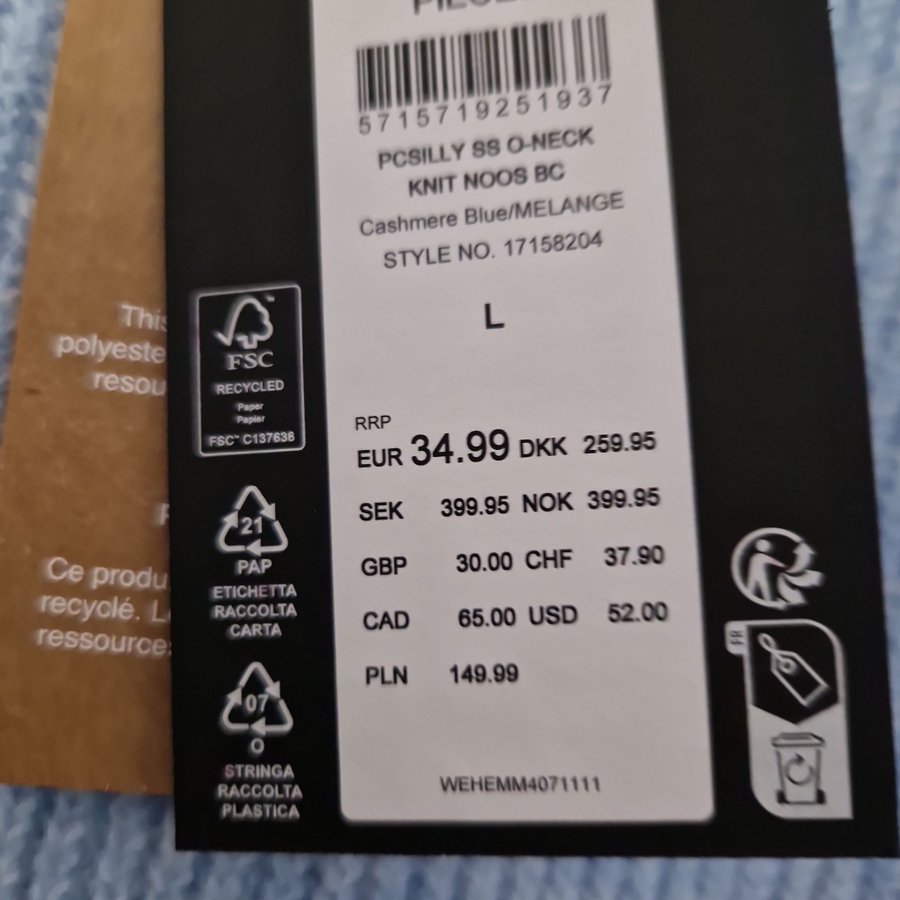 PIECES
5715719251937
PCSILLY SS O-NECK
KNIT NOOS BC
Cashmere Blue/MELANGE
STYLE NO. 17158204
L
RRP
EUR 34.99 DKK 259.95
SEK 399.95 NOK 399.95
GBP 30.00 CHF 37.90
CAD 65.00 USD 52.00
PLN 149.99
WEHEMM4071111
FSC
RECYCLED
Paper
Papier
FSC™ C137638
21
PAP
ETICHETTA
RACCOLTA
CARTA
07
O
STRINGA
RACCOLTA
PLASTICA
FR
This
polyeste
resou
Ce produ
recyclé. L
ressource